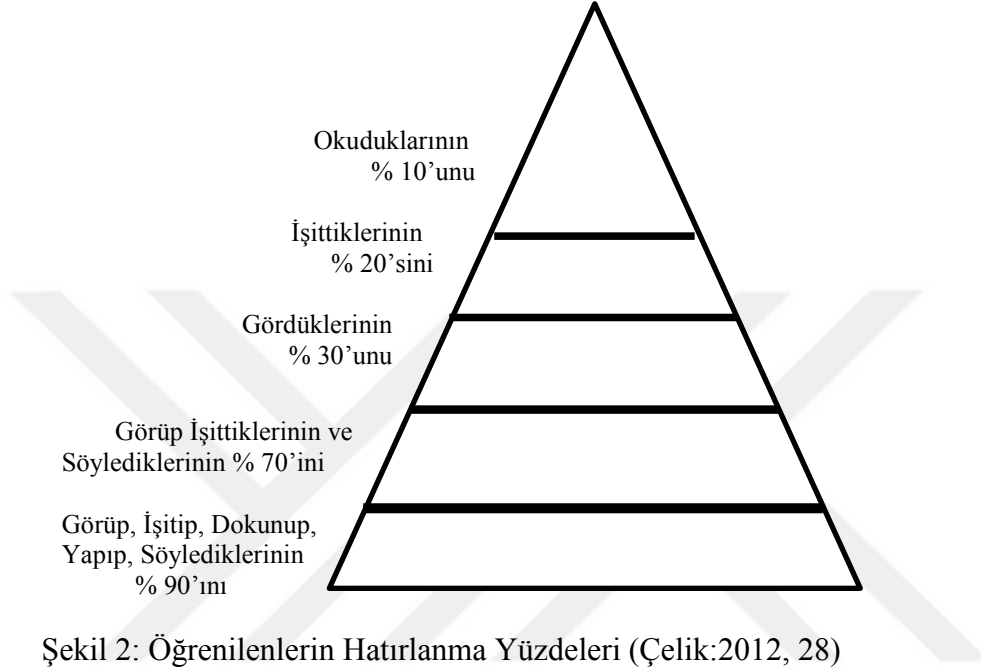 Okuduklarının
% 10’unu
İşittiklerinin
% 20’sini
Gördüklerinin
% 30’unu
Görüp İşittiklerinin ve
Söylediklerinin % 70’ini
Görüp, İşitip, Dokunup,
Yapıp, Söylediklerinin
% 90’ını
Şekil 2: Öğrenilenlerin Hatırlanma Yüzdeleri (Çelik:2012, 28)